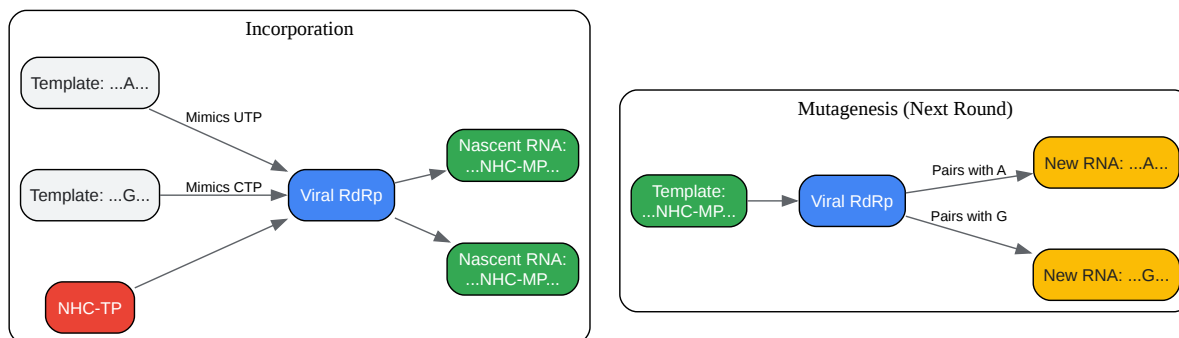 Incorporation
Template: ...A...
Mimics UTP
Template: ...G...
Mimics CTP
NHC-TP
Viral RdRp
Nascent RNA:
...NHC-MP...
Nascent RNA:
...NHC-MP...
Mutagenesis (Next Round)
Template:
...NHC-MP...
Viral RdRp
Pairs with A
Pairs with G
New RNA: ...A...
New RNA: ...G...